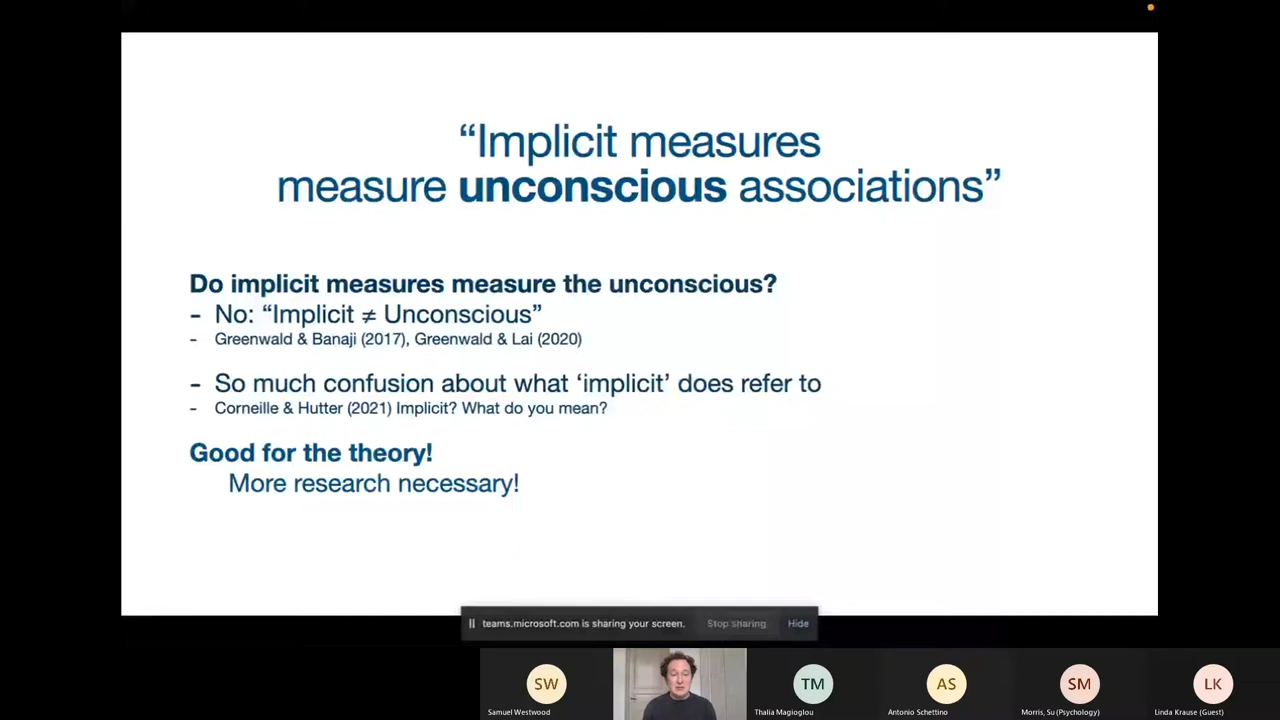 “Implicit measures
measure unconscious associations”
Do implicit measures measure the unconscious?
- No: “Implicit ≠ Unconscious”
- Greenwald & Banaji (2017), Greenwald & Lai (2020)
- So much confusion about what ‘implicit’ does refer to
- Corneille & Hutter (2021) Implicit? What do you mean?
Good for the theory!
More research necessary!
teams.microsoft.com is sharing your screen. Stop sharing Hide
SW TM AS SM LK
Samuel Westwood Thalia Magioglou Antonio Schettino Morris, Su (Psychology) Linda Krause (Guest)